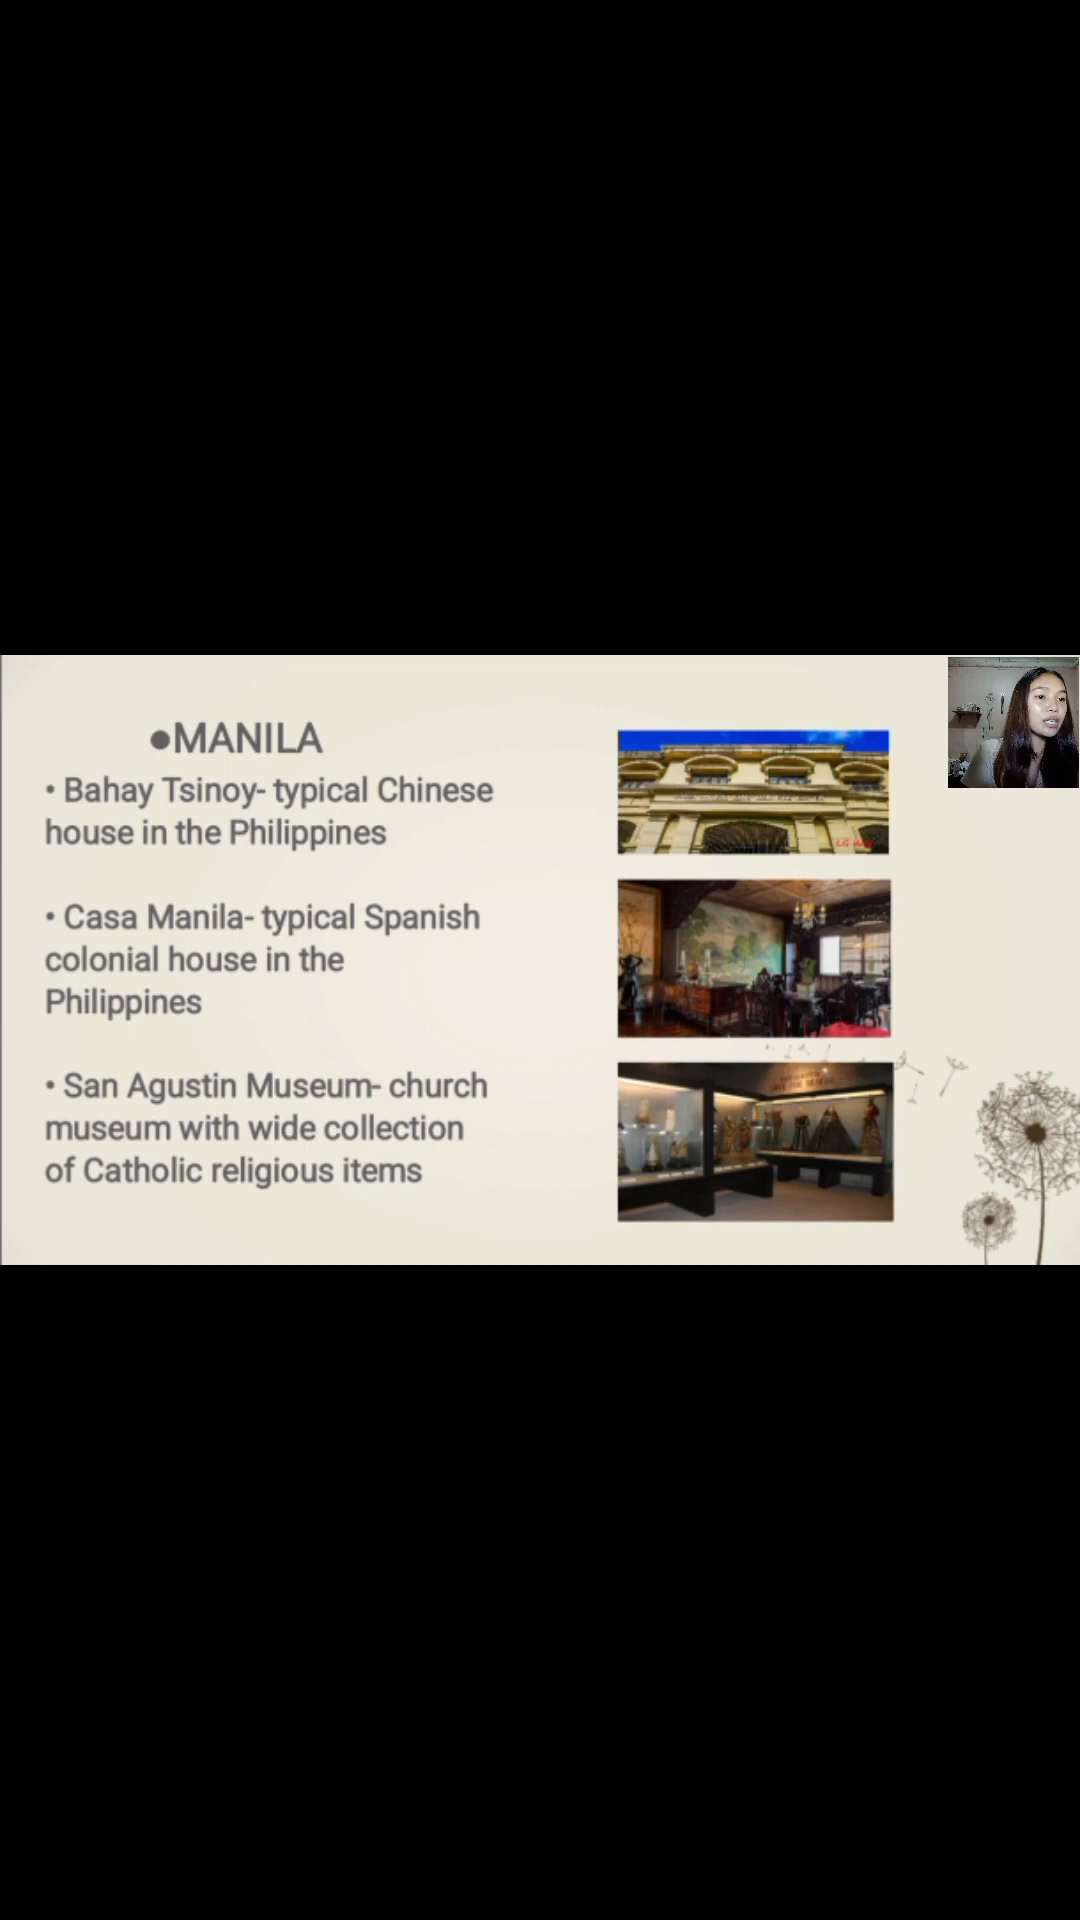 ●MANILA
• Bahay Tsinoy- typical Chinese
house in the Philippines
• Casa Manila- typical Spanish
colonial house in the
Philippines
• San Agustin Museum- church
museum with wide collection
of Catholic religious items